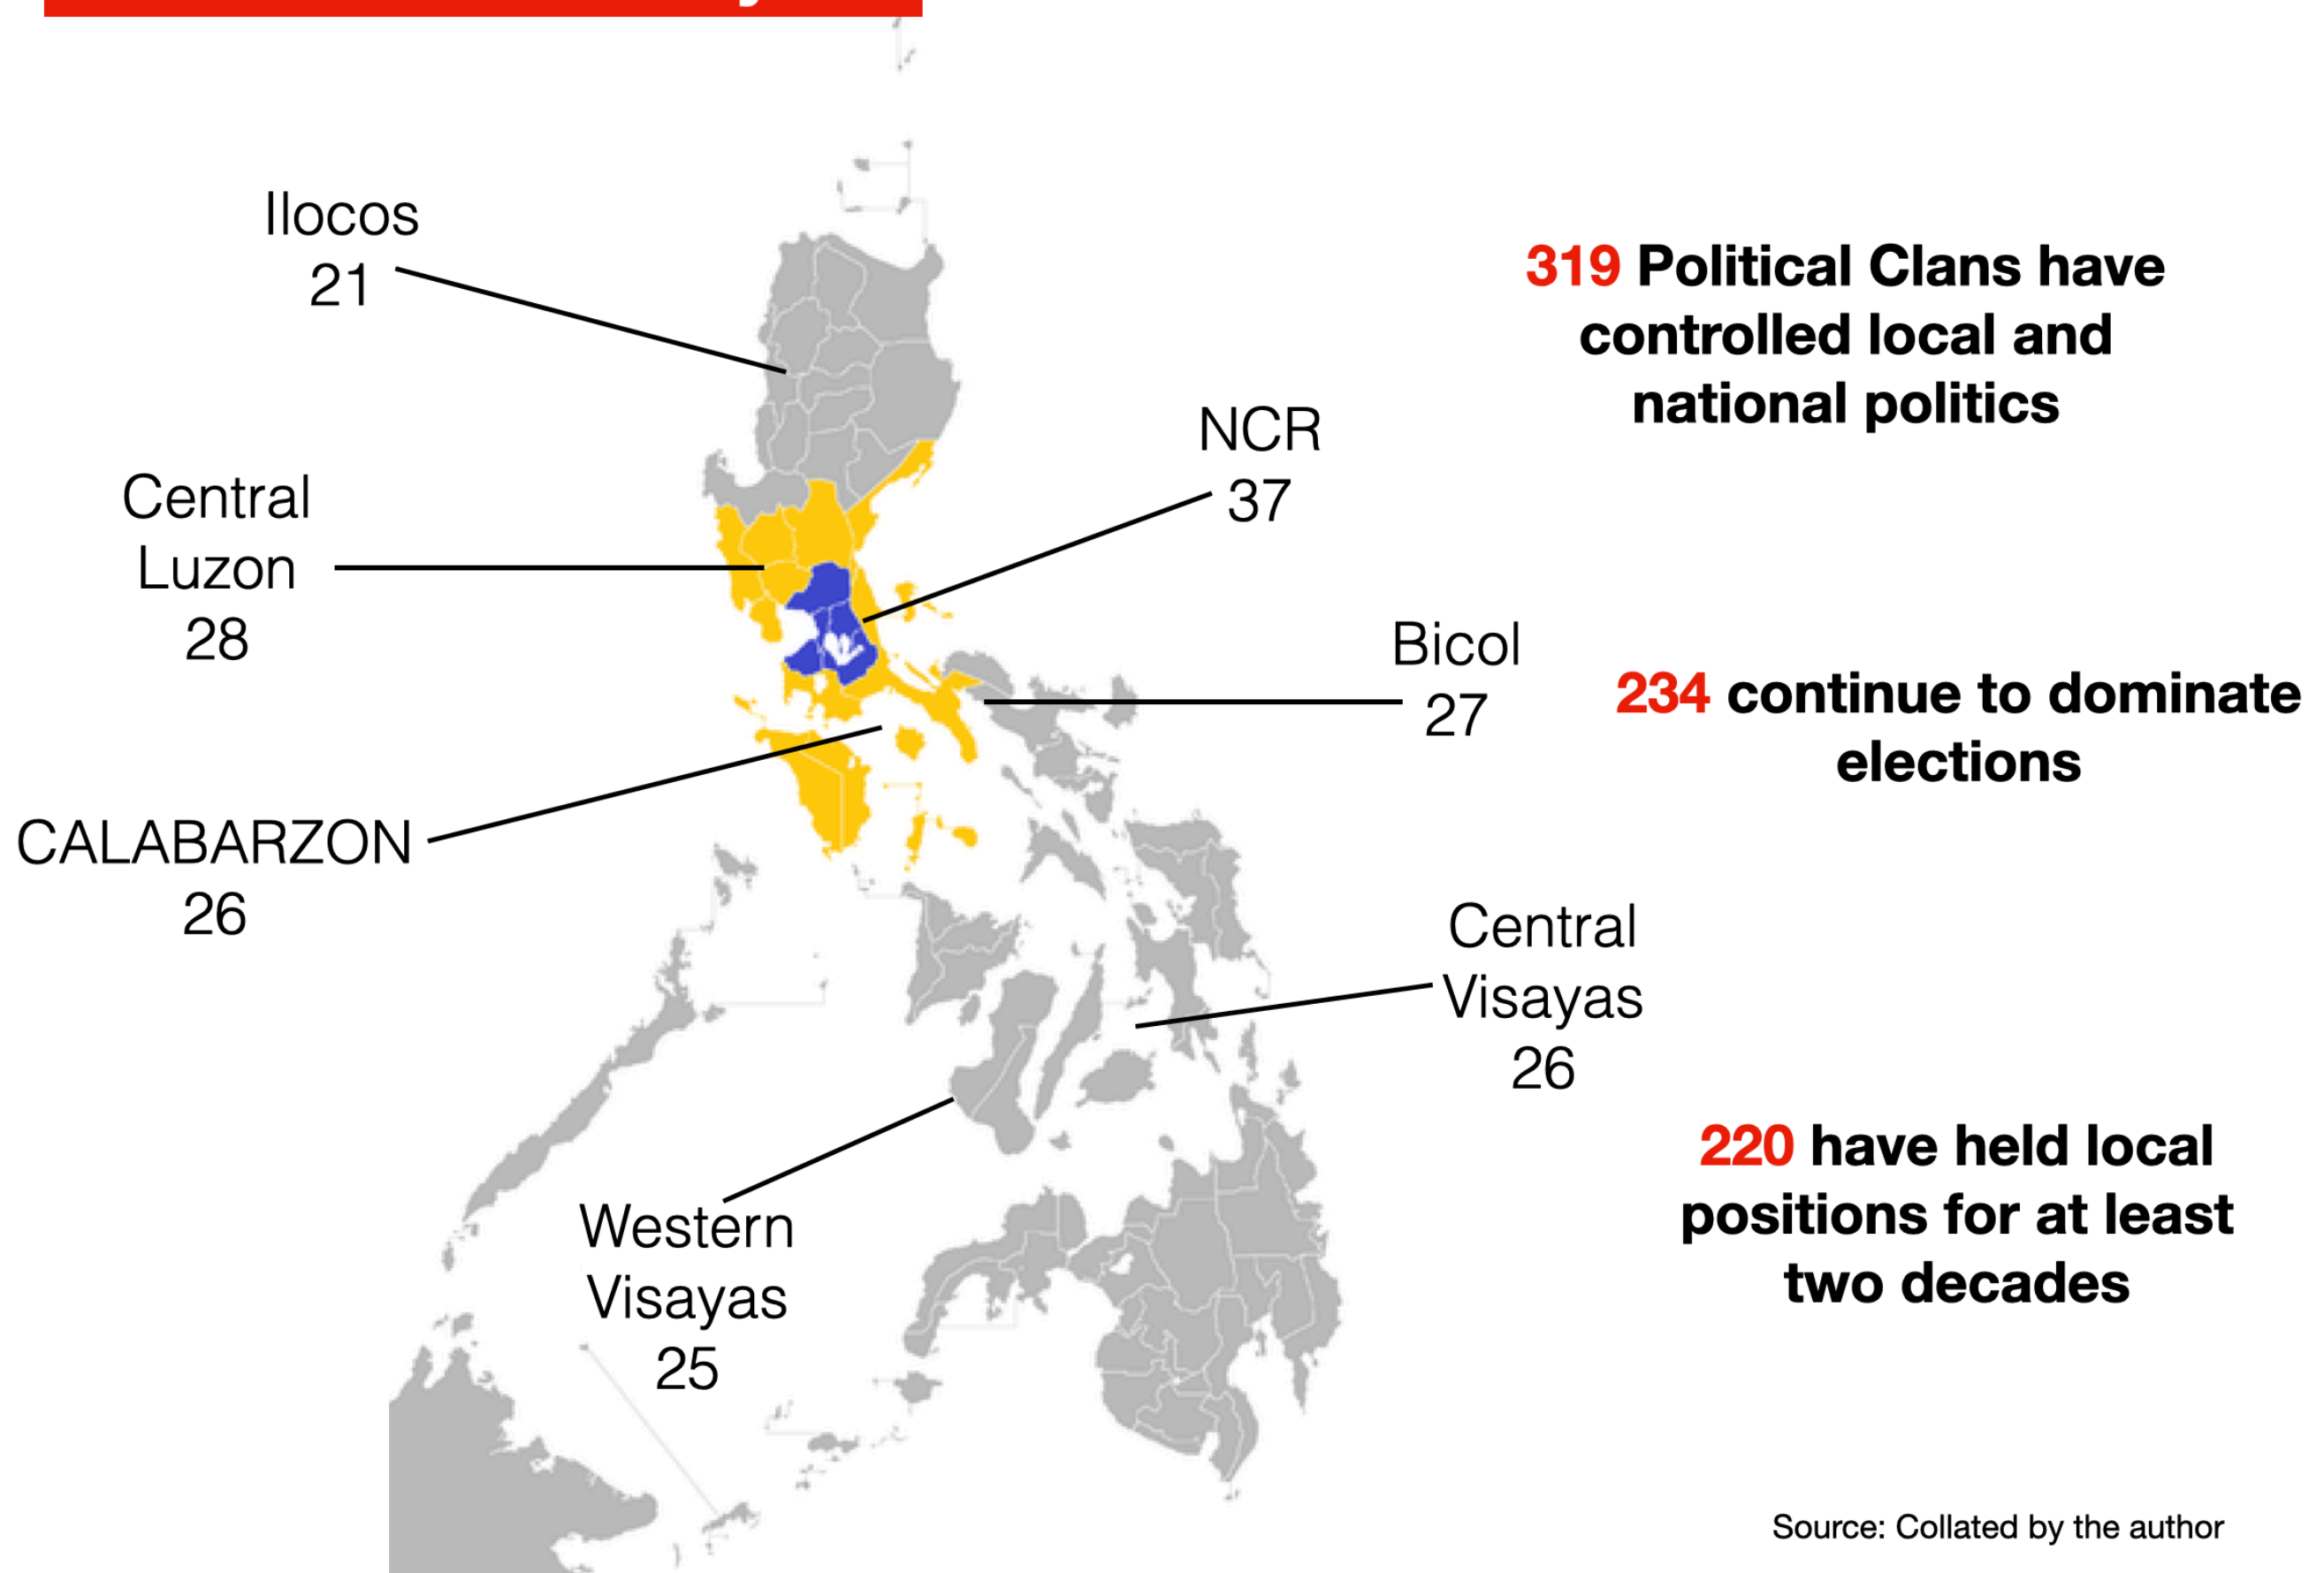 Ilocos
21
Central
Luzon
28
NCR
37
Bicol
27
CALABARZON
26
Central
Visayas
26
Western
Visayas
25
319 Political Clans have
controlled local and
national politics
234 continue to dominate
elections
220 have held local
positions for at least
two decades
Source: Collated by the author